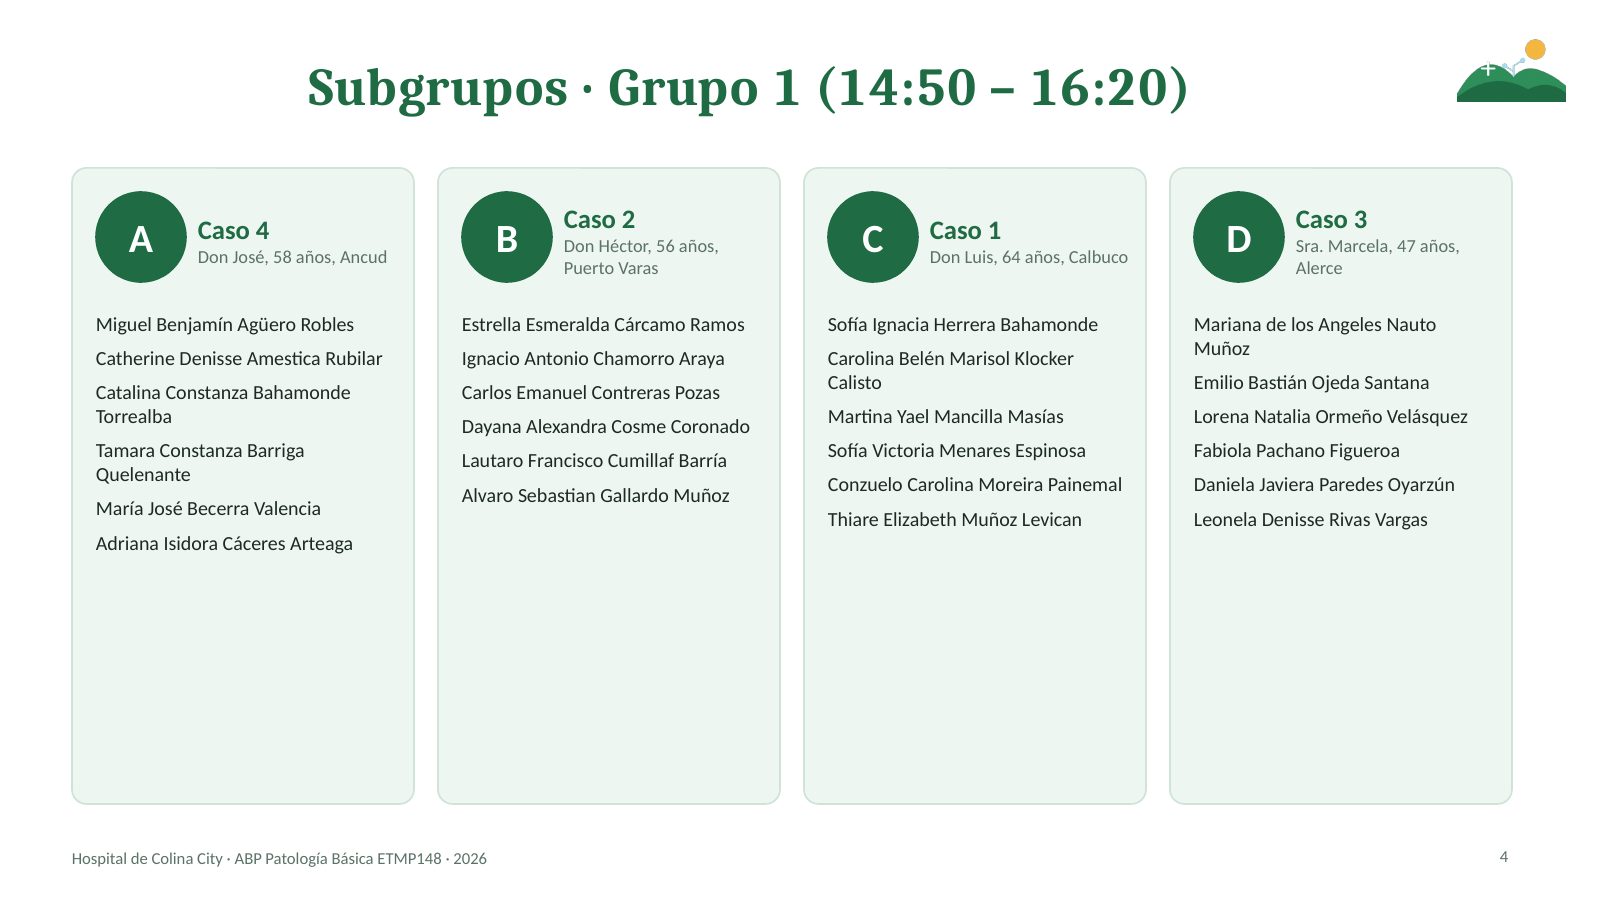 Subgrupos · Grupo 1 (14:50 – 16:20)
A
Caso 4
Don José, 58 años, Ancud
Miguel Benjamín Agüero Robles
Catherine Denisse Amestica Rubilar
Catalina Constanza Bahamonde
Torrealba
Tamara Constanza Barriga
Quelenante
María José Becerra Valencia
Adriana Isidora Cáceres Arteaga
B
Caso 2
Don Héctor, 56 años,
Puerto Varas
Estrella Esmeralda Cárcamo Ramos
Ignacio Antonio Chamorro Araya
Carlos Emanuel Contreras Pozas
Dayana Alexandra Cosme Coronado
Lautaro Francisco Cumillaf Barría
Alvaro Sebastian Gallardo Muñoz
C
Caso 1
Don Luis, 64 años, Calbuco
Sofía Ignacia Herrera Bahamonde
Carolina Belén Marisol Klocker
Calisto
Martina Yael Mancilla Masías
Sofía Victoria Menares Espinosa
Conzuelo Carolina Moreira Painemal
Thiare Elizabeth Muñoz Levican
D
Caso 3
Sra. Marcela, 47 años,
Alerce
Mariana de los Angeles Nauto
Muñoz
Emilio Bastián Ojeda Santana
Lorena Natalia Ormeño Velásquez
Fabiola Pachano Figueroa
Daniela Javiera Paredes Oyarzún
Leonela Denisse Rivas Vargas
Hospital de Colina City · ABP Patología Básica ETMP148 · 2026
4